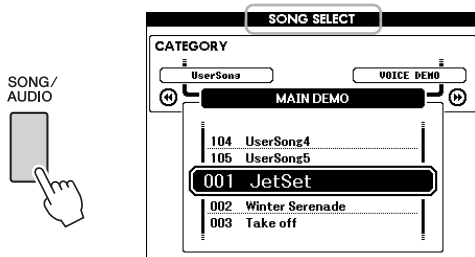 SONG/
AUDIO
SONG SELECT
CATEGORY
UserSong
VOICE DEMO
MAIN DEMO
104 UserSong4
105 UserSong5
001 JetSet
002 Winter Serenade
003 Take off